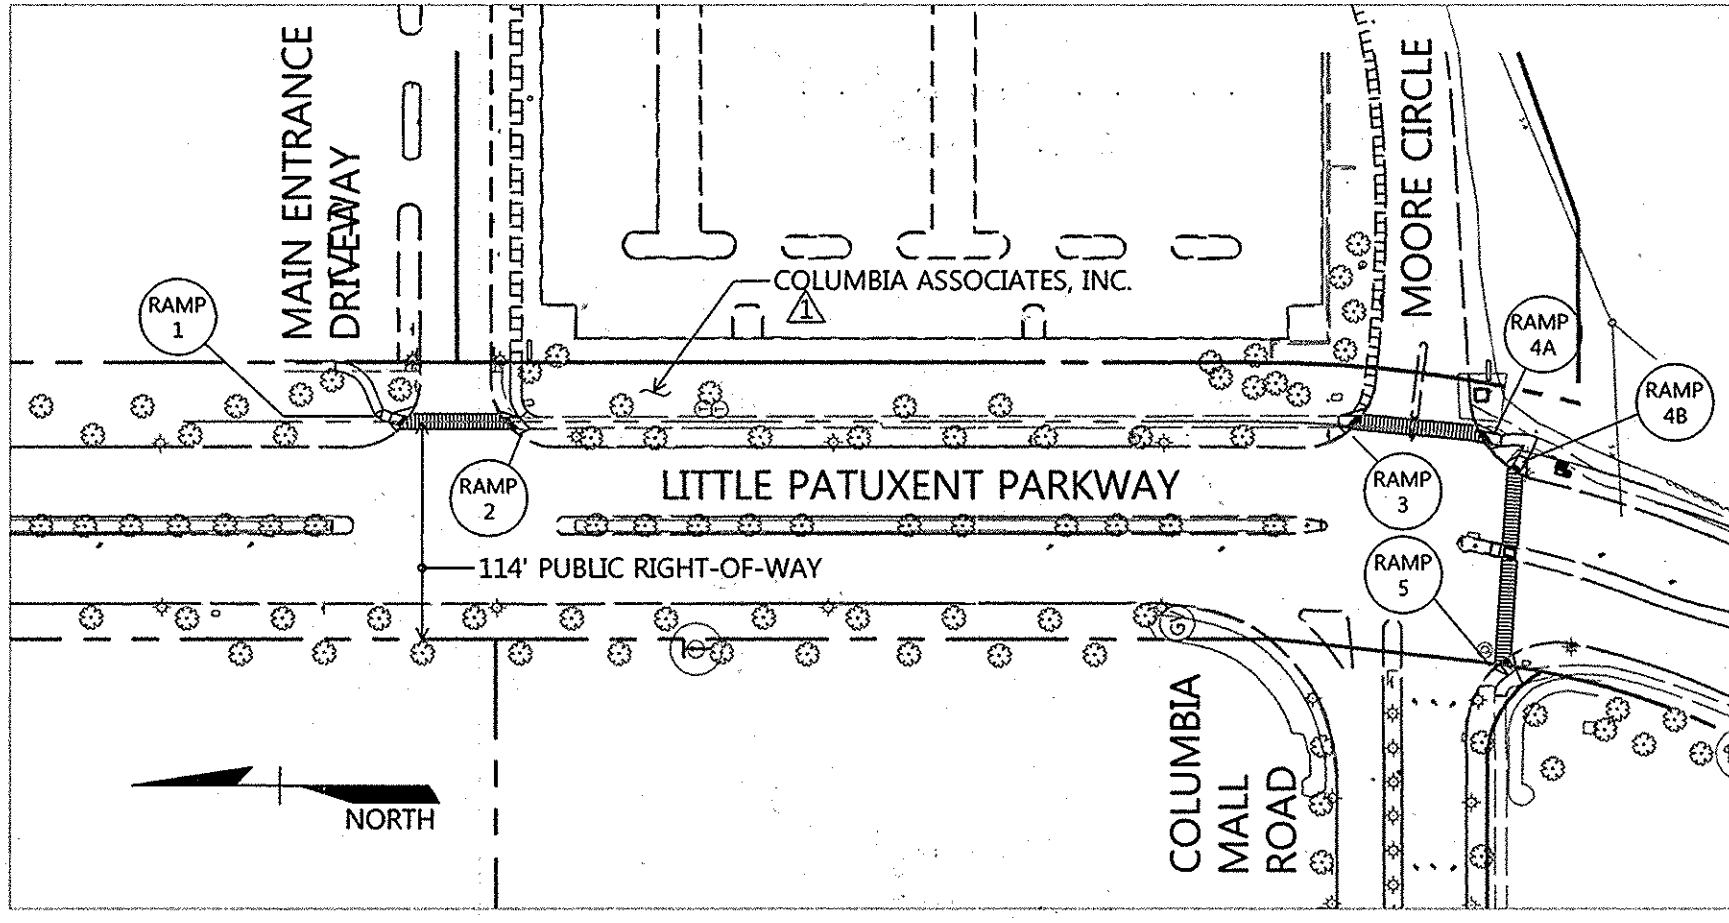 MAIN ENTRANCE
DRIVEWAY
MOORE CIRCLE
COLUMBIA ASSOCIATES, INC.
1
RAMP
1
RAMP
4A
RAMP
4B
RAMP
2
LITTLE PATUXENT PARKWAY
RAMP
3
114' PUBLIC RIGHT-OF-WAY
RAMP
5
G
COLUMBIA
MALL
ROAD
NORTH